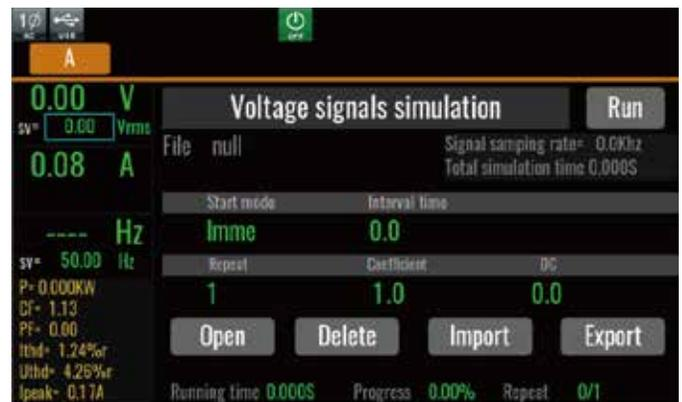 1Ø
AC
USB
OFF
A
0.00 V
SV= 0.00 Vrms
0.08 A
---- Hz
SV= 50.00 Hz
P= 0.000KW
CF= 1.13
PF= 0.00
Ithd= 1.24%r
Uthd= 4.26%r
Ipeak= 0.17A
Voltage signals simulation
Run
File null
Signal samping rate= 0.0Khz
Total simulation time 0.000S
Start mode Interval time
Imme 0.0
Repeat Coefficient DC
1 1.0 0.0
Open Delete Import Export
Running time 0.000S Progress 0.00% Repeat 0/1